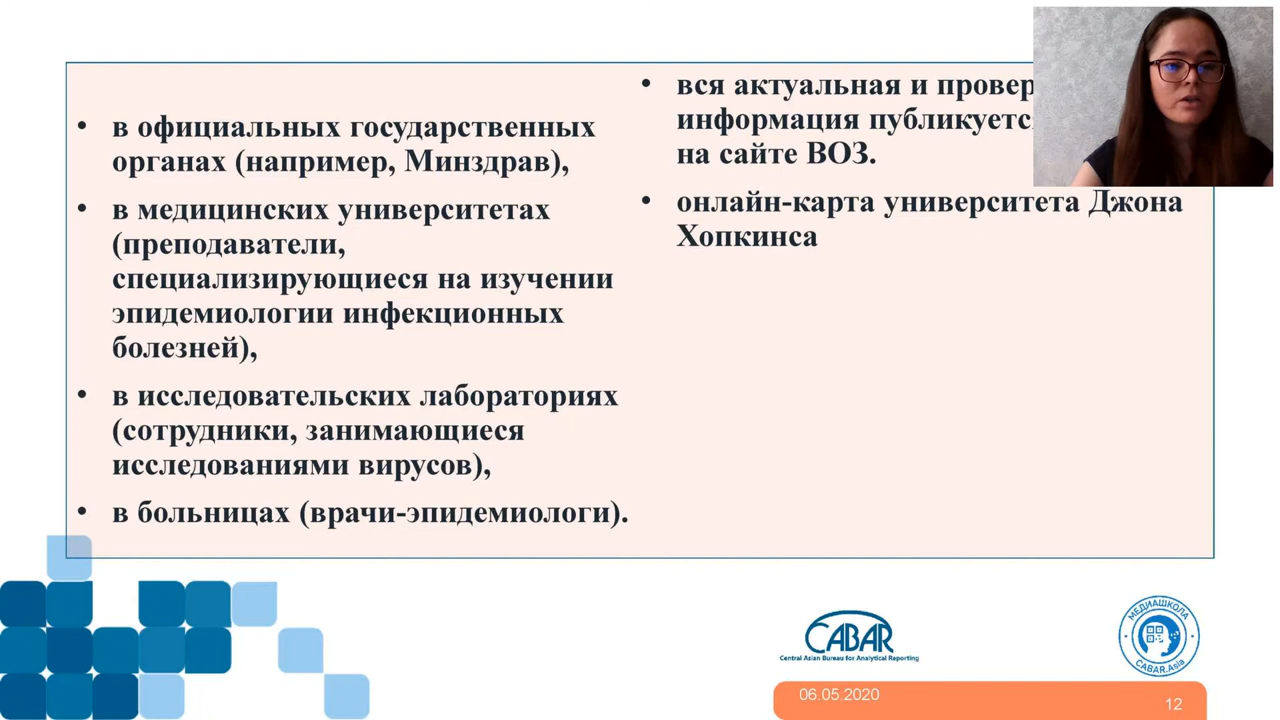 • в официальных государственных
органах (например, Минздрав),
• в медицинских университетах
(преподаватели,
специализирующиеся на изучении
эпидемиологии инфекционных
болезней),
• в исследовательских лабораториях
(сотрудники, занимающиеся
исследованиями вирусов),
• в больницах (врачи-эпидемиологи).
• вся актуальная и
информация
на сайте ВОЗ.
• онлайн-карта университета Джона
Хопкинса
CABAR
Central Asian Bureau for Analytical Reporting
МЕДИАШКОЛА
CABAR.Asia
06.05.2020
12